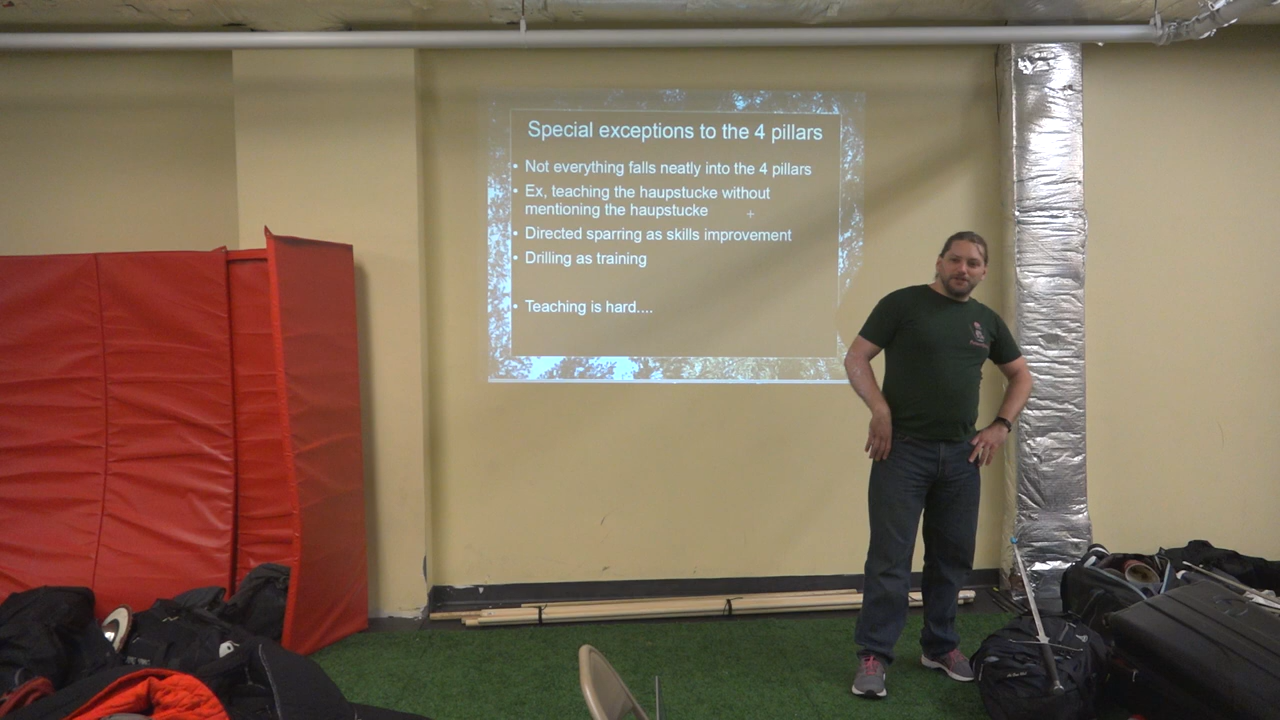 Special exceptions to the 4 pillars
• Not everything falls neatly into the 4 pillars
• Ex, teaching the haupstucke without
mentioning the haupstucke
• Directed sparring as skills improvement
• Drilling as training
• Teaching is hard....